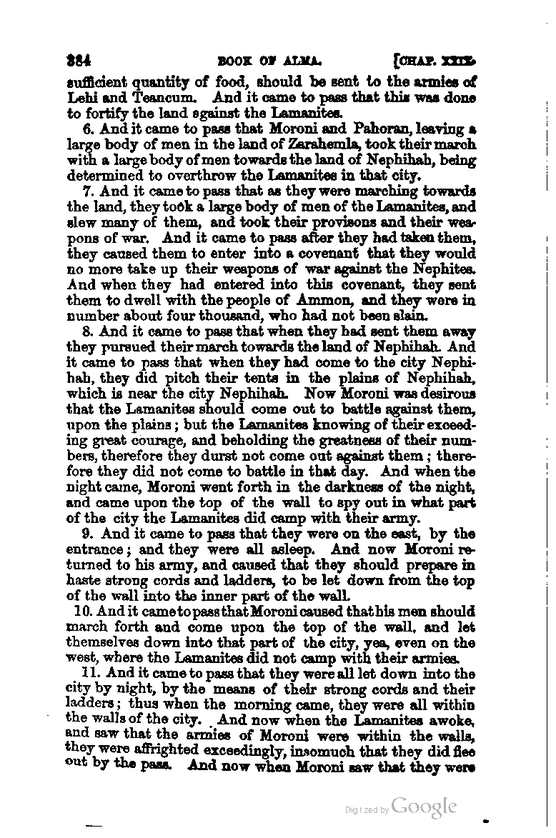 384 BOOK OF ALMA. [CHAP. XXIX.
sufficient quantity of food, should be sent to the armies of
Lehi and Teancum. And it came to pass that this was done
to fortify the land against the Lamanites.
6. And it came to pass that Moroni and Pahoran, leaving a
large body of men in the land of Zarahemla, took their march
with a large body of men towards the land of Nephihah, being
determined to overthrow the Lamanites in that city.
7. And it came to pass that as they were marching towards
the land, they took a large body of men of the Lamanites, and
slew many of them, and took their provisons and their wea-
pons of war. And it came to pass after they had taken them,
they caused them to enter into a covenant that they would
no more take up their weapons of war against the Nephites.
And when they had entered into this covenant, they sent
them to dwell with the people of Ammon, and they were in
number about four thousand, who had not been slain.
8. And it came to pass that when they had sent them away
they pursued their march towards the land of Nephihah. And
it came to pass that when they had come to the city Nephi-
hah, they did pitch their tents in the plains of Nephihah,
which is near the city Nephihah. Now Moroni was desirous
that the Lamanites should come out to battle against them,
upon the plains; but the Lamanites knowing of their exceed-
ing great courage, and beholding the greatness of their num-
bers, therefore they durst not come out against them; there-
fore they did not come to battle in that day. And when the
night came, Moroni went forth in the darkness of the night,
and came upon the top of the wall to spy out in what part
of the city the Lamanites did camp with their army.
9. And it came to pass that they were on the east, by the
entrance; and they were all asleep. And now Moroni re-
turned to his army, and caused that they should prepare in
haste strong cords and ladders, to be let down from the top
of the wall into the inner part of the wall.
10. And it came to pass that Moroni caused that his men should
march forth and come upon the top of the wall, and let
themselves down into that part of the city, yea, even on the
west, where the Lamanites did not camp with their armies.
11. And it came to pass that they were all let down into the
city by night, by the means of their strong cords and their
ladders; thus when the morning came, they were all within
the walls of the city. And now when the Lamanites awoke,
and saw that the armies of Moroni were within the walls,
they were affrighted exceedingly, insomuch that they did flee
out by the pass. And now when Moroni saw that they were
Digitized by Google